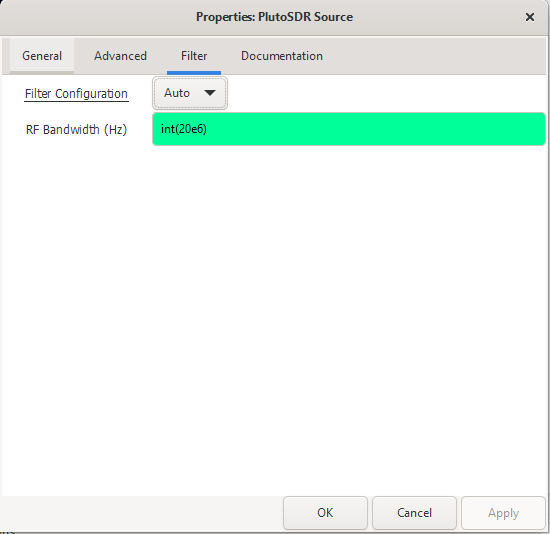 Properties: PlutoSDR Source
General Advanced Filter Documentation
Filter Configuration Auto
RF Bandwidth (Hz) int(20e6)
OK Cancel Apply